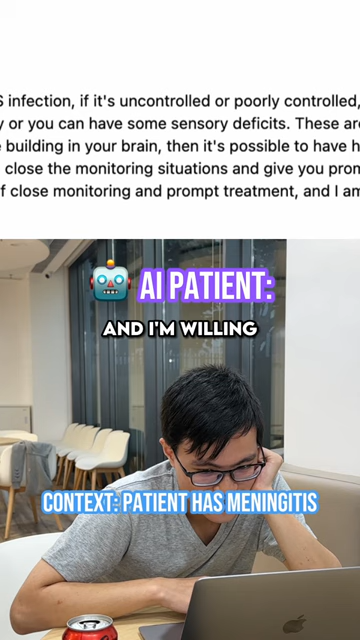 S infection, if it's uncontrolled or poorly controlled,
y or you can have some sensory deficits. These are
building in your brain, then it's possible to have h
close the monitoring situations and give you prom
f close monitoring and prompt treatment, and I am
AI PATIENT:
AND I'M WILLING
CONTEXT: PATIENT HAS MENINGITIS